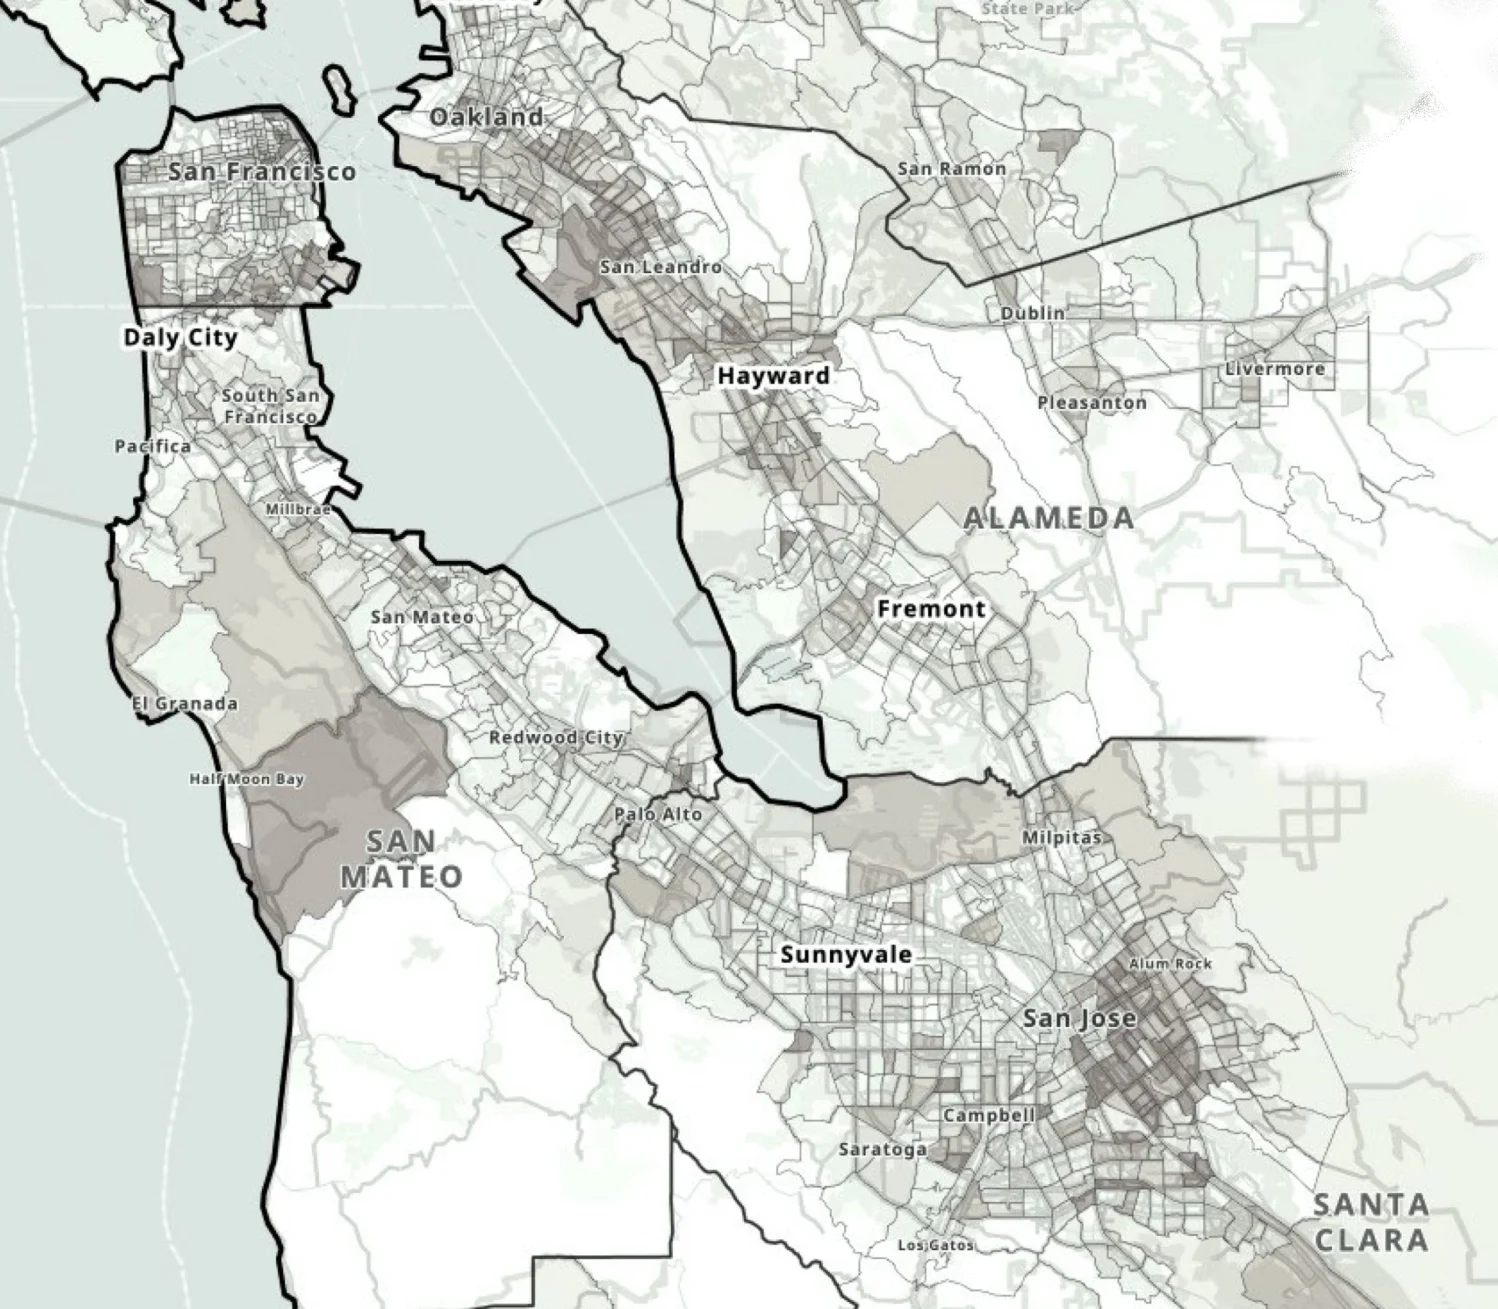 State Park
Oakland
San Francisco
San Ramon
San Leandro
Dublin
Daly City
Hayward
Livermore
South San
Francisco
Pleasanton
Pacifica
Millbrae
ALAMEDA
San Mateo
Fremont
El Granada
Redwood City
Half Moon Bay
Palo Alto
Milpitas
SAN
MATEO
Sunnyvale
Alum Rock
San Jose
Campbell
Saratoga
SANTA
CLARA
Los Gatos